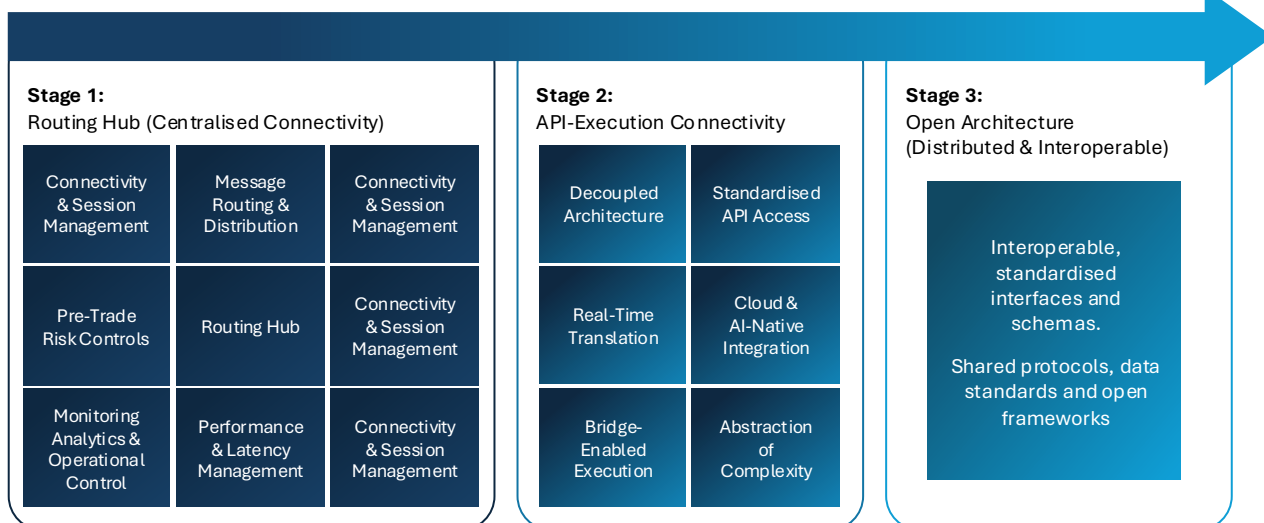 Stage 1:
Routing Hub (Centralised Connectivity)
Connectivity
& Session
Management
Message
Routing &
Distribution
Connectivity
& Session
Management
Pre-Trade
Risk Controls
Routing Hub
Connectivity
& Session
Management
Monitoring
Analytics &
Operational
Control
Performance
& Latency
Management
Connectivity
& Session
Management
Stage 2:
API-Execution Connectivity
Decoupled
Architecture
Standardised
API Access
Real-Time
Translation
Cloud &
AI-Native
Integration
Bridge-
Enabled
Execution
Abstraction
of
Complexity
Stage 3:
Open Architecture
(Distributed & Interoperable)
Interoperable,
standardised
interfaces and
schemas.
Shared protocols, data
standards and open
frameworks